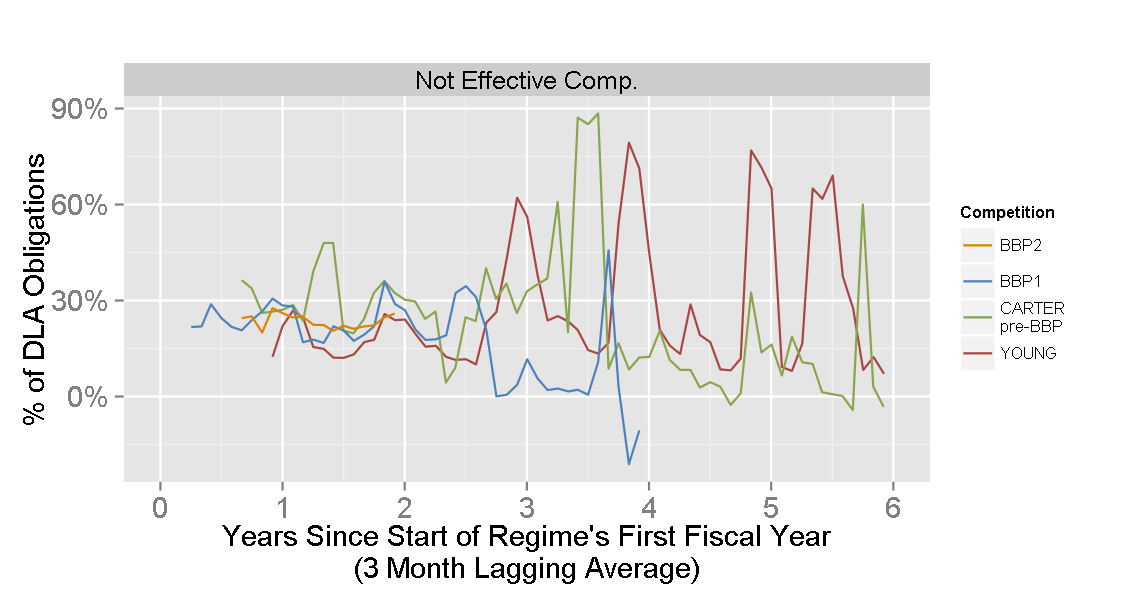 Not Effective Comp.
90%
60%
30%
0%
% of DLA Obligations
0 1 2 3 4 5 6
Years Since Start of Regime's First Fiscal Year
(3 Month Lagging Average)
Competition
BBP2
BBP1
CARTER
pre-BBP
YOUNG